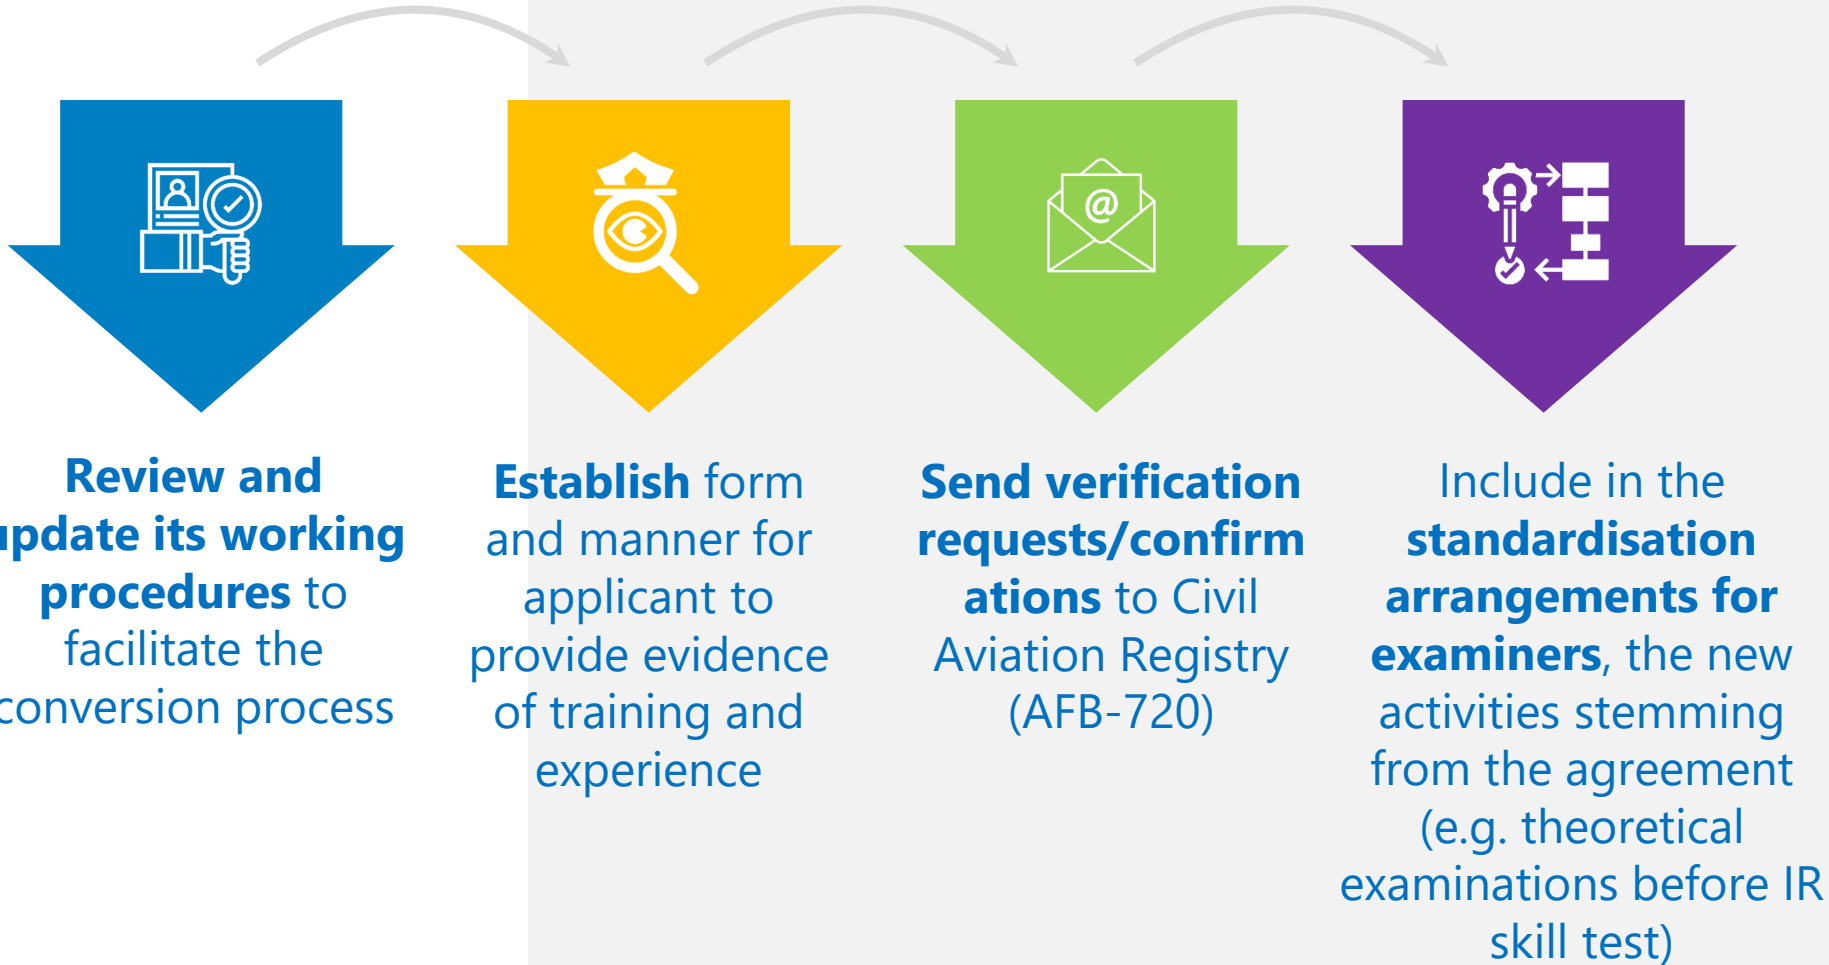 @
Review and
update its working
procedures to
facilitate the
conversion process
Establish form
and manner for
applicant to
provide evidence
of training and
experience
Send verification
requests/confirm
ations to Civil
Aviation Registry
(AFB-720)
Include in the
standardisation
arrangements for
examiners, the new
activities stemming
from the agreement
(e.g. theoretical
examinations before IR
skill test)